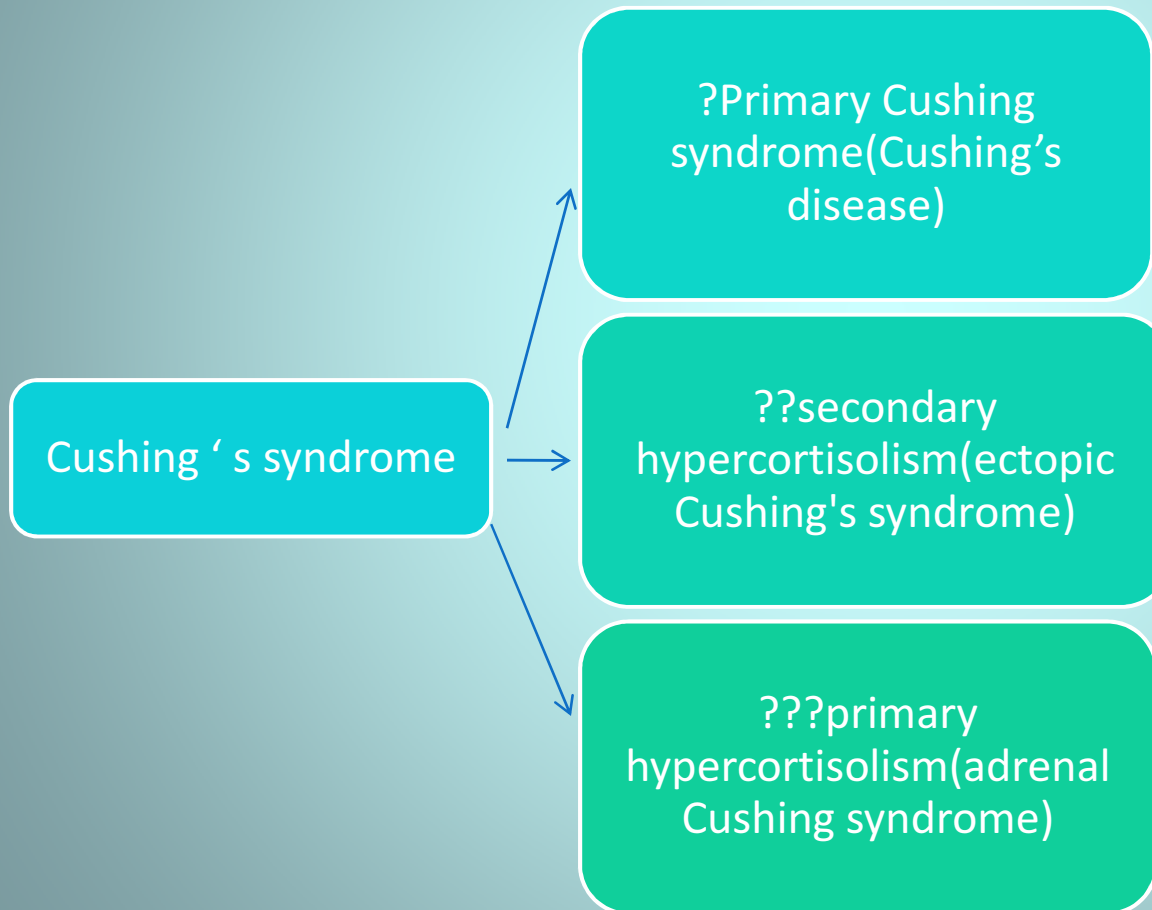 ?Primary Cushing
syndrome(Cushing’s
disease)
Cushing ‘ s syndrome
??secondary
hypercortisolism(ectopic
Cushing's syndrome)
???primary
hypercortisolism(adrenal
Cushing syndrome)